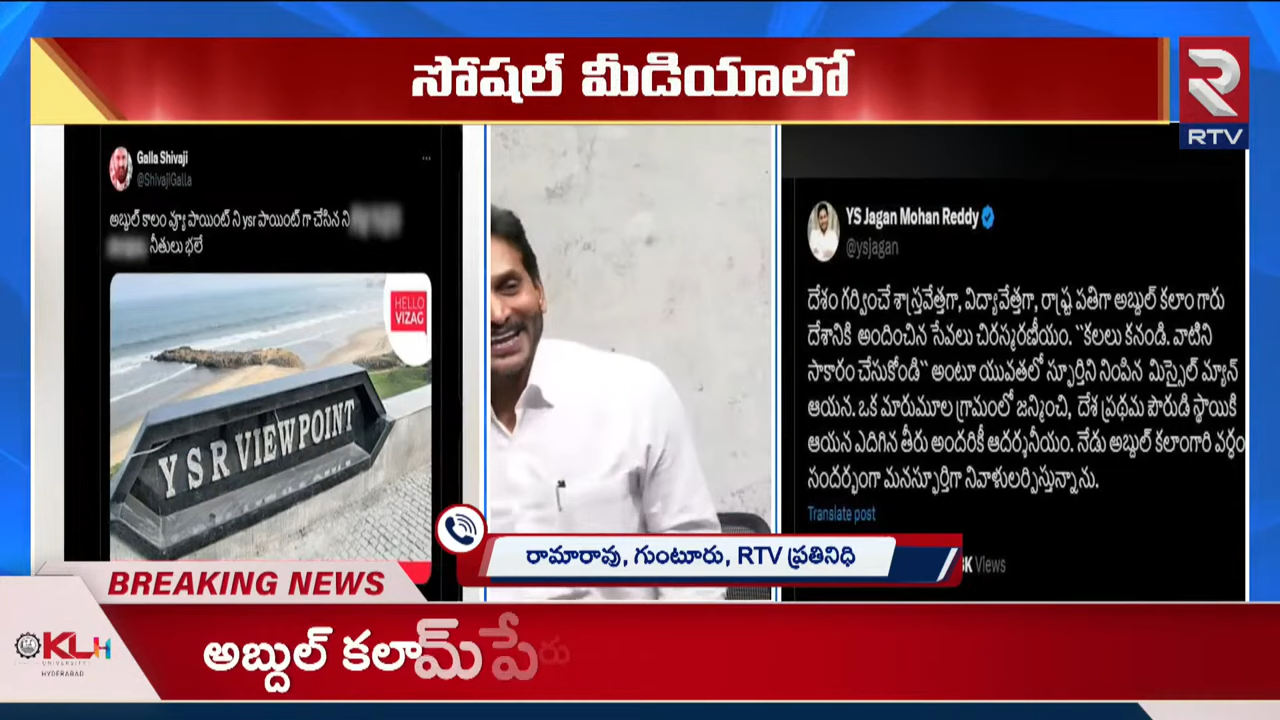 సోషల్ మీడియాలో
R
RTV
Galla Shivaji
@ShivajiGalla
అబ్దుల్ కాలం వ్యూ పాయింట్ ని ysr పాయింట్ గా చేసిన ని
నీతులు భలే
HELLO
VIZAG
YSR VIEWPOINT
YS Jagan Mohan Reddy
@ysjagan
దేశం గర్వించే శాస్త్రవేత్తగా, విద్యావేత్తగా, రాష్ట్ర పతిగా అబ్దుల్ కలాం గారు
దేశానికి అందించిన సేవలు చిరస్మరణీయం. ``కలలు కనండి. వాటిని
సాకారం చేసుకోండి`` అంటూ యువతలో స్ఫూర్తిని నింపిన మిస్సైల్ మ్యాన్
ఆయన. ఒక మారుమూల గ్రామంలో జన్మించి, దేశ ప్రథమ పౌరుడి స్థాయికి
ఆయన ఎదిగిన తీరు అందరికీ ఆదర్శనీయం. నేడు అబ్దుల్ కలాంగారి వర్ధం
సందర్భంగా మనస్ఫూర్తిగా నివాళులర్పిస్తున్నాను.
Translate post
K Views
రామారావు, గుంటూరు, RTV ప్రతినిధి
BREAKING NEWS
KLH
UNIVERSITY
HYDERABAD
అబ్దుల్ కలామ్ పేరు